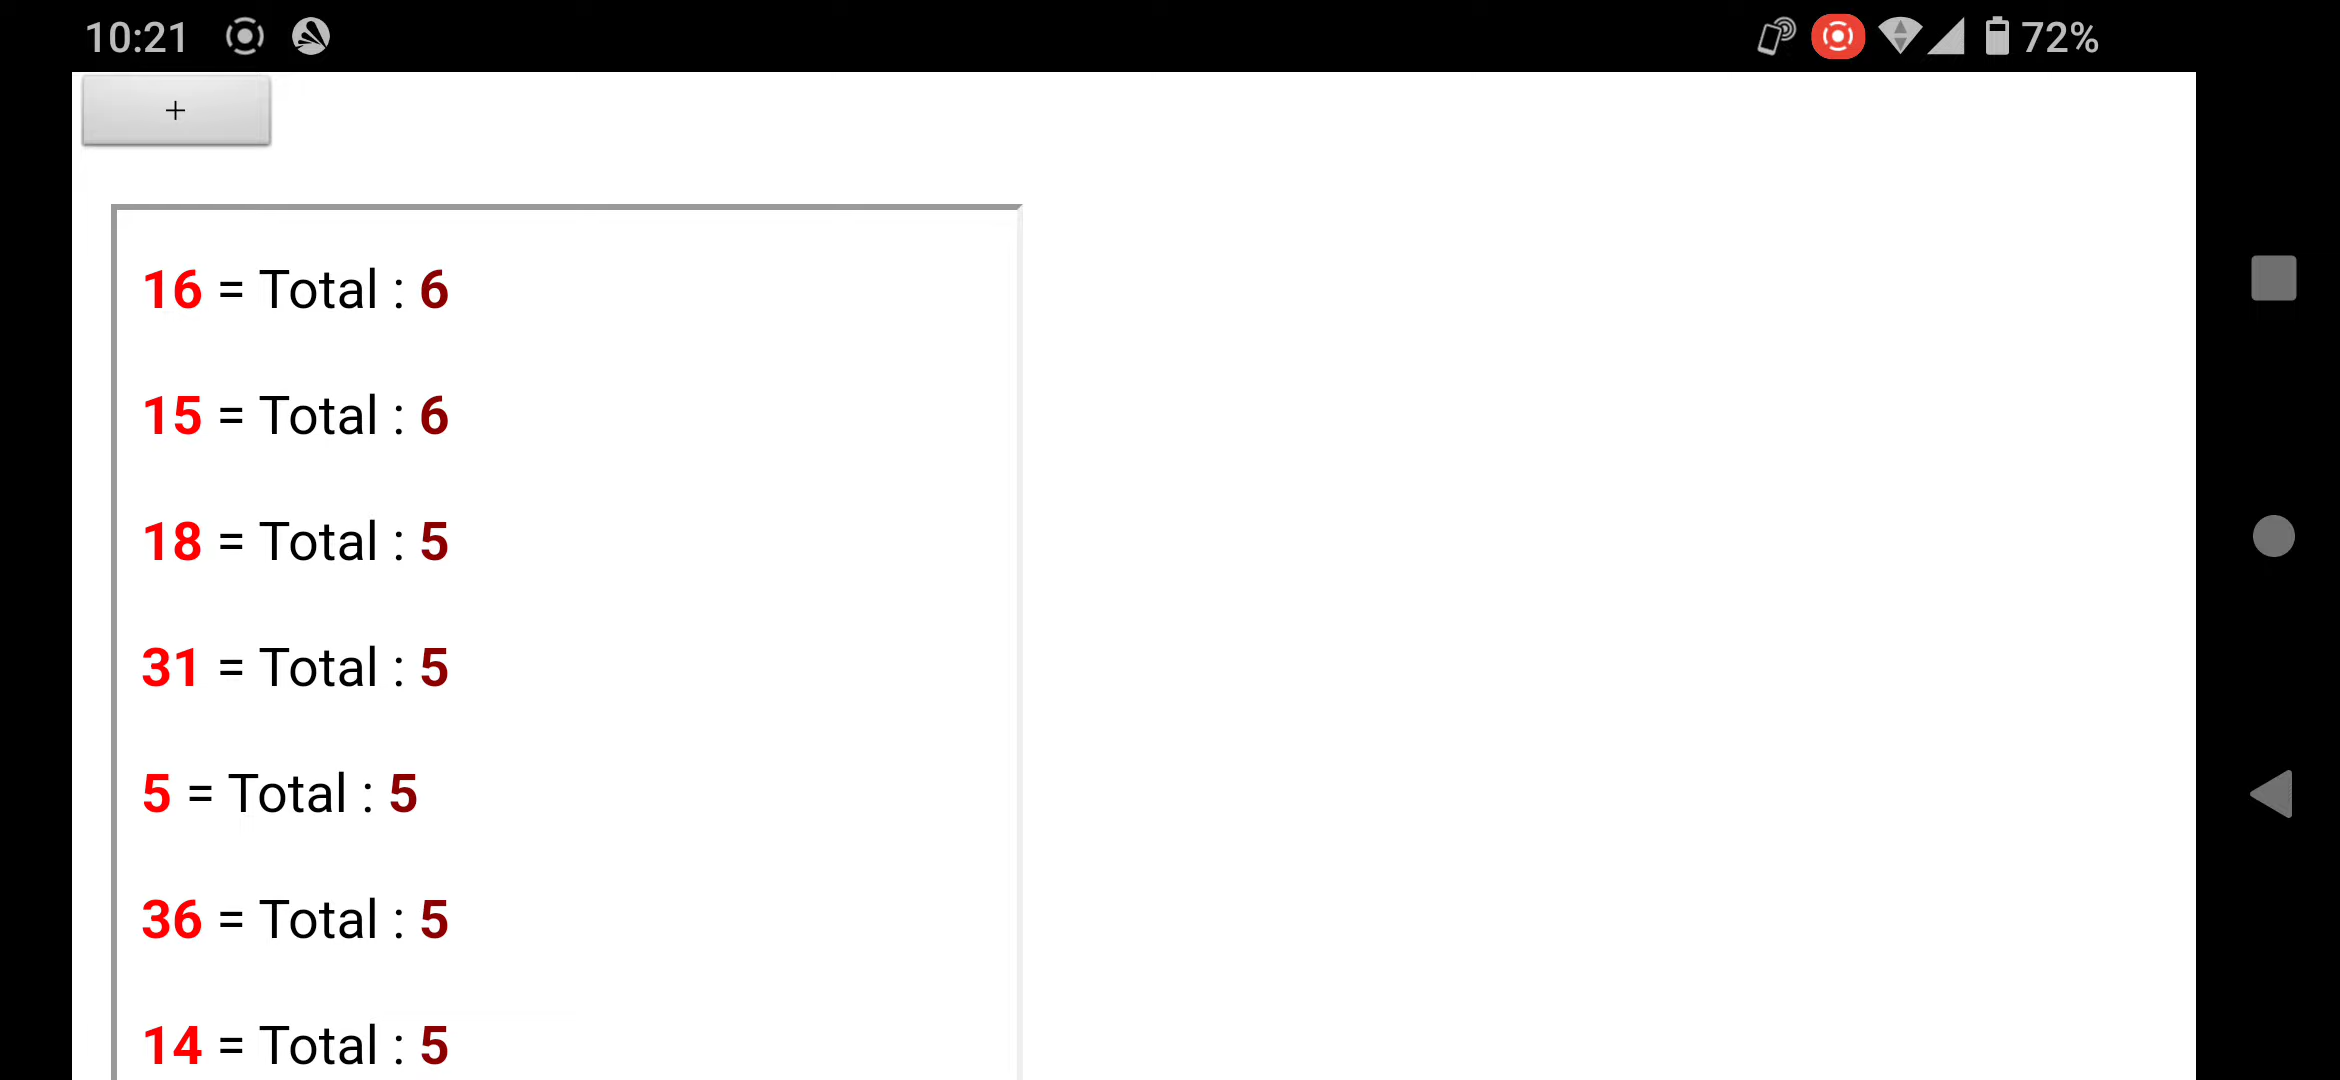 10:21
72%
+
16 = Total : 6
15 = Total : 6
18 = Total : 5
31 = Total : 5
5 = Total : 5
36 = Total : 5
14 = Total : 5